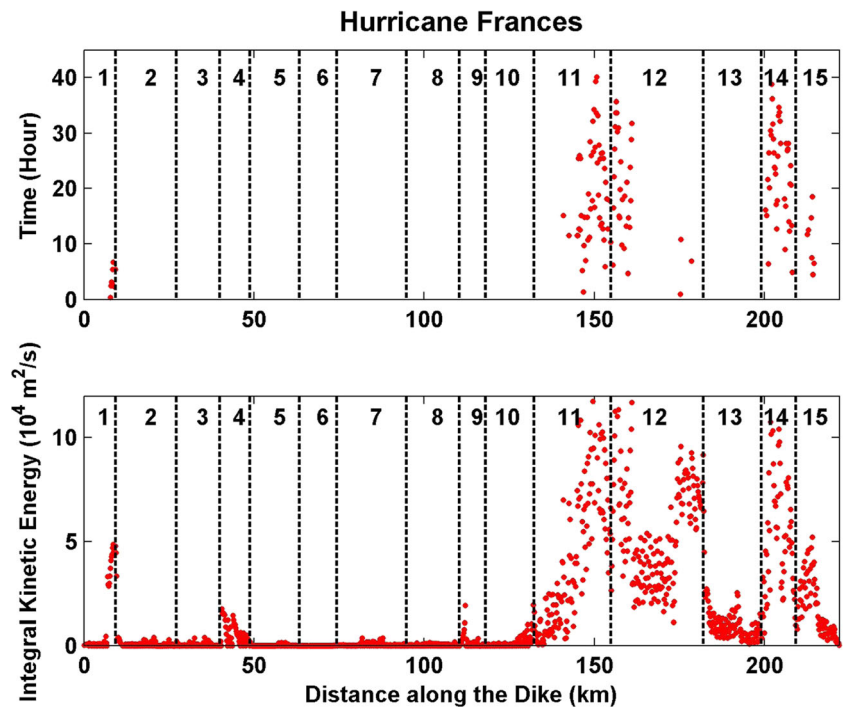 Hurricane Frances
Time (Hour)
40
30
20
10
0
1 2 3 4 5 6 7 8 9 10 11 12 13 14 15
0 50 100 150 200
Integral Kinetic Energy (10⁴ m²/s)
10
5
0
1 2 3 4 5 6 7 8 9 10 11 12 13 14 15
0 50 100 150 200
Distance along the Dike (km)